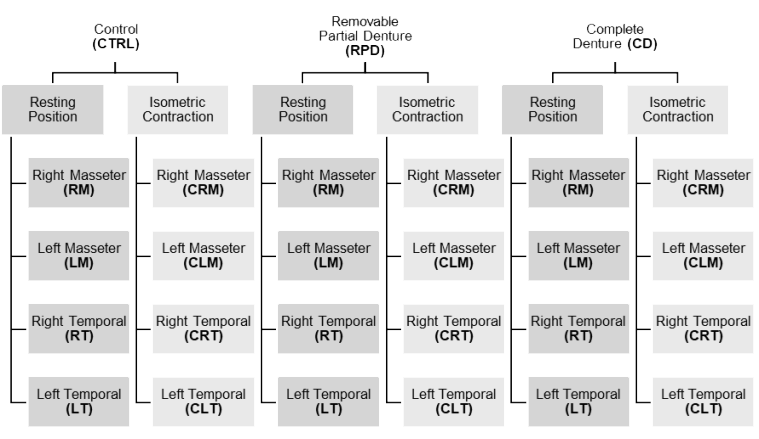 Control
(CTRL)
Resting
Position
Isometric
Contraction
Right Masseter
(RM)
Left Masseter
(LM)
Right Temporal
(RT)
Left Temporal
(LT)
Right Masseter
(CRM)
Left Masseter
(CLM)
Right Temporal
(CRT)
Left Temporal
(CLT)
Removable
Partial Denture
(RPD)
Resting
Position
Isometric
Contraction
Right Masseter
(RM)
Left Masseter
(LM)
Right Temporal
(RT)
Left Temporal
(LT)
Right Masseter
(CRM)
Left Masseter
(CLM)
Right Temporal
(CRT)
Left Temporal
(CLT)
Complete
Denture (CD)
Resting
Position
Isometric
Contraction
Right Masseter
(RM)
Left Masseter
(LM)
Right Temporal
(RT)
Left Temporal
(LT)
Right Masseter
(CRM)
Left Masseter
(CLM)
Right Temporal
(CRT)
Left Temporal
(CLT)